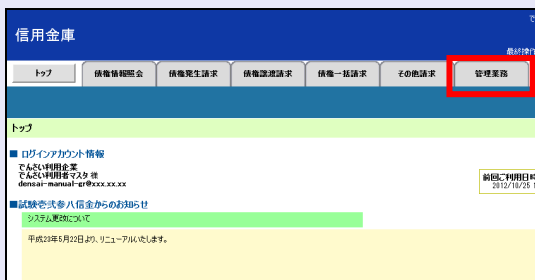 信用金庫
で
最終操作
トップ 債権情報照会 債権発生請求 債権譲渡請求 債権一括請求 その他請求 管理業務
トップ
■ ログインアカウント情報
でんさい利用企業
でんさい利用者マスタ 様
densai-manual-gr@xxx.xx.xx
前回ご利用日時
2012/10/25 1
■試験壱弐参八信金からのお知らせ
システム更改について
平成23年5月22日より、リニューアルいたします。